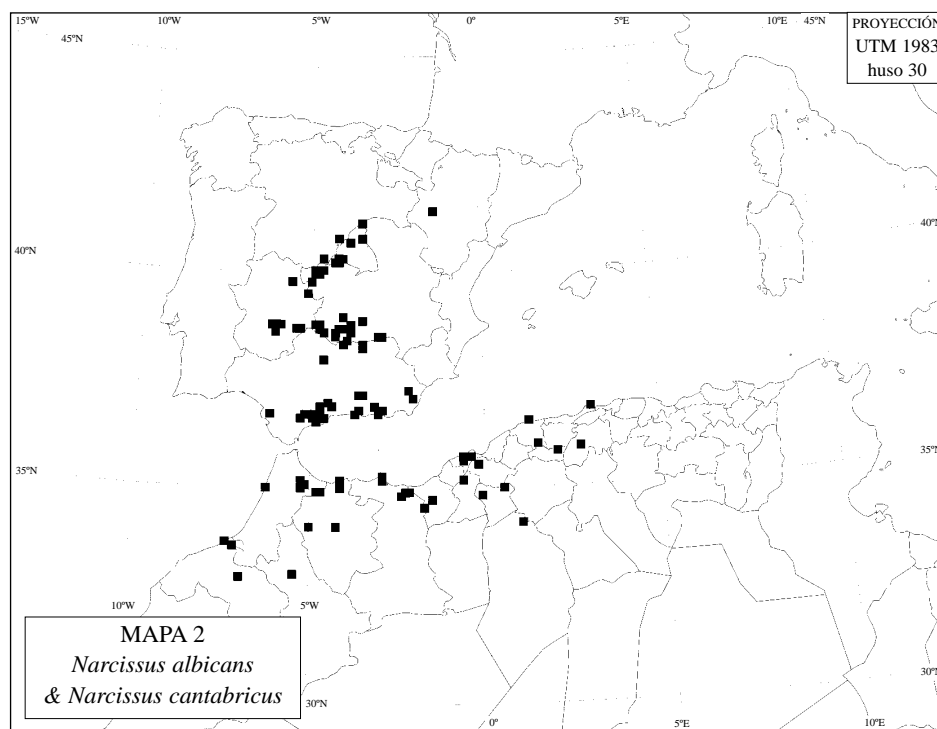 15ºW
10ºW
5ºW
0º
5ºE
10ºE
45ºN
45ºN
PROYECCIÓN
UTM 1983
huso 30
40ºN
40ºN
35ºN
35ºN
10ºW
5ºW
30ºN
30ºN
0º
5ºE
10ºE
MAPA 2
Narcissus albicans
& Narcissus cantabricus